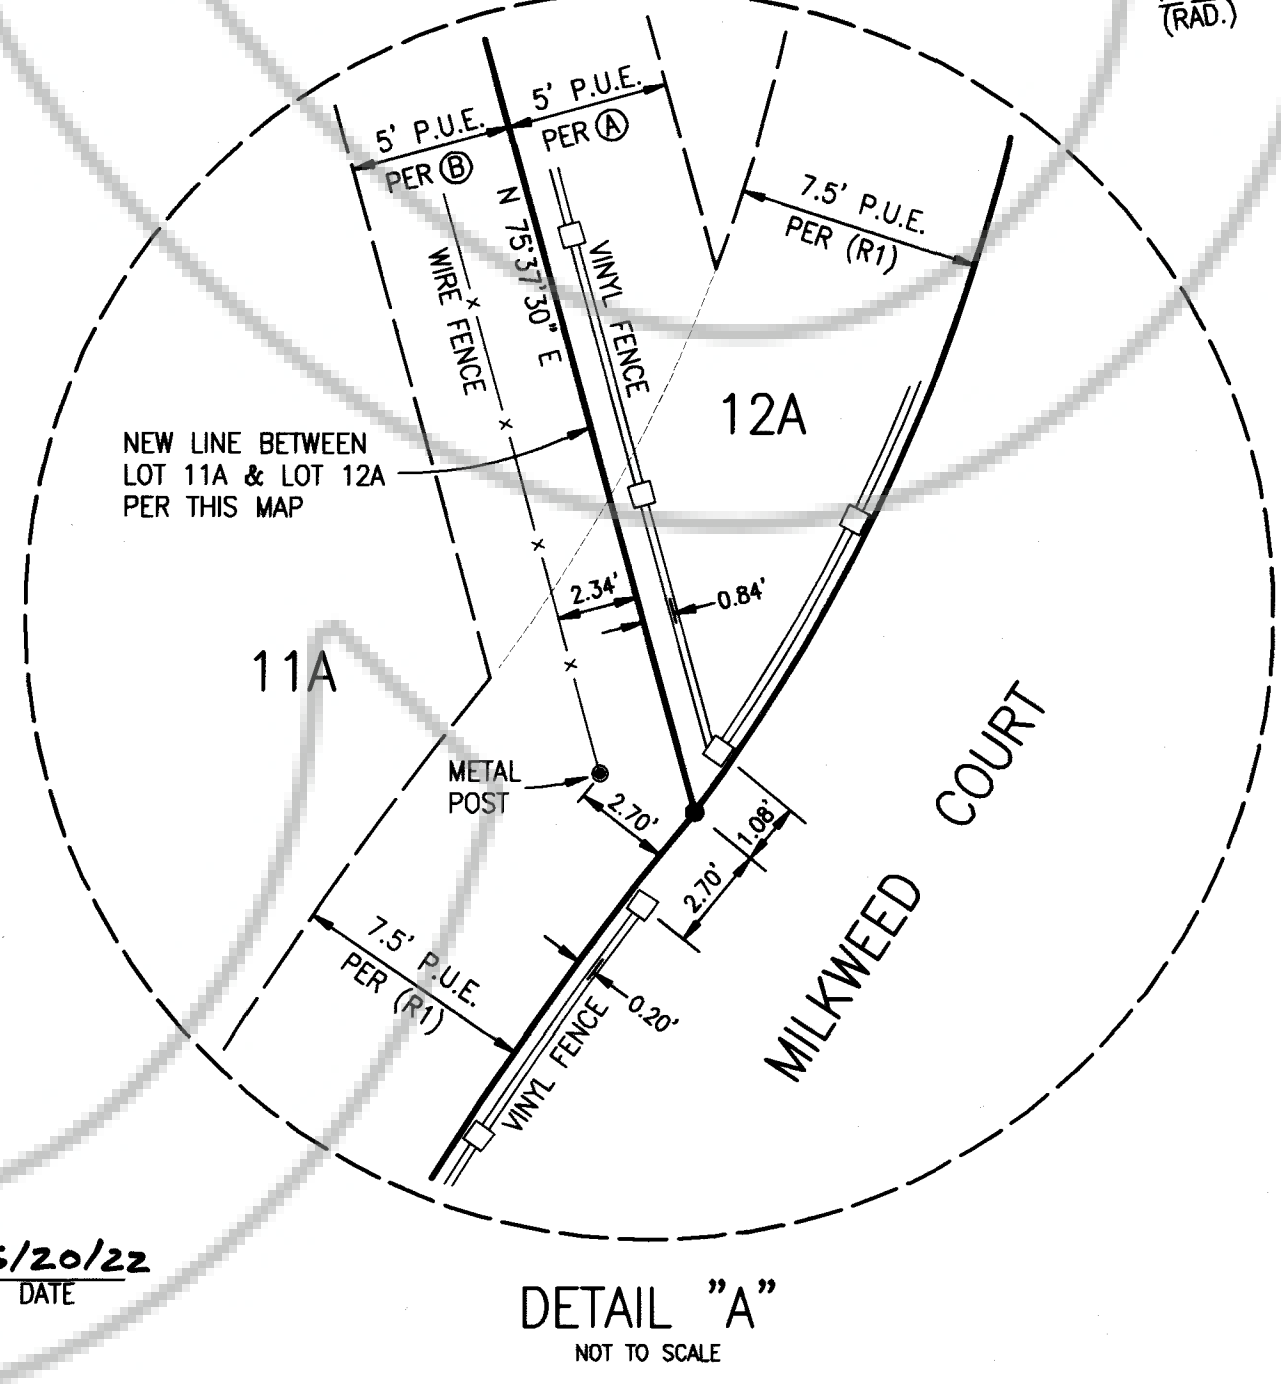 (RAD.)
5' P.U.E.
PER (A)
5' P.U.E.
PER (B)
7.5' P.U.E.
PER (R1)
N 75°37'30" E
VINYL FENCE
WIRE FENCE
12A
NEW LINE BETWEEN
LOT 11A & LOT 12A
PER THIS MAP
2.34'
0.84'
11A
METAL
POST
2.70'
1.08'
2.70'
MILKWEED COURT
7.5' P.U.E.
PER (R1)
0.20'
VINYL FENCE
/20/22
DATE
DETAIL "A"
NOT TO SCALE